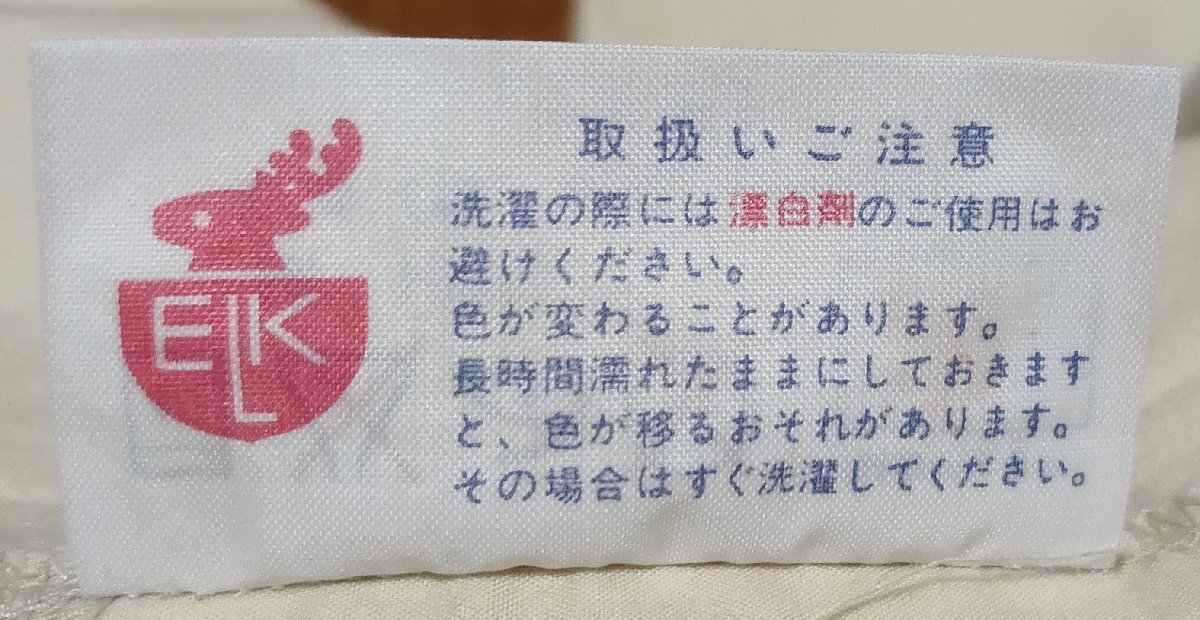 ELK
取扱いご注意
洗濯の際には漂白剤のご使用はお
避けください。
色が変わることがあります。
長時間濡れたままにしておきます
と、色が移るおそれがあります。
その場合はすぐ洗濯してください。